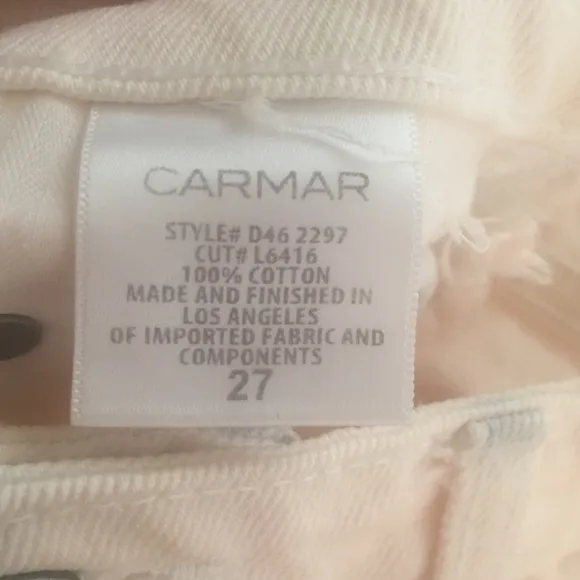 CARMAR
STYLE# D46 2297
CUT# L6416
100% COTTON
MADE AND FINISHED IN
LOS ANGELES
OF IMPORTED FABRIC AND
COMPONENTS
27